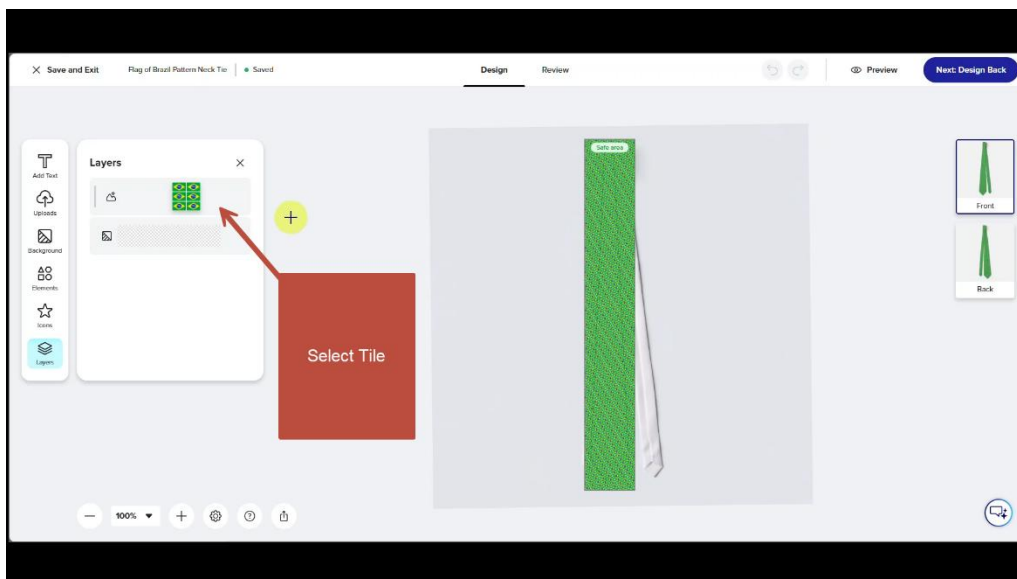 Save and Exit
Flag of Brazil Pattern Neck Tie
Saved
Design
Review
Preview
Next: Design Back
Add Text
Uploads
Background
Elements
Icons
Layers
Layers
Safe area
Front
Back
Select Tile
100%